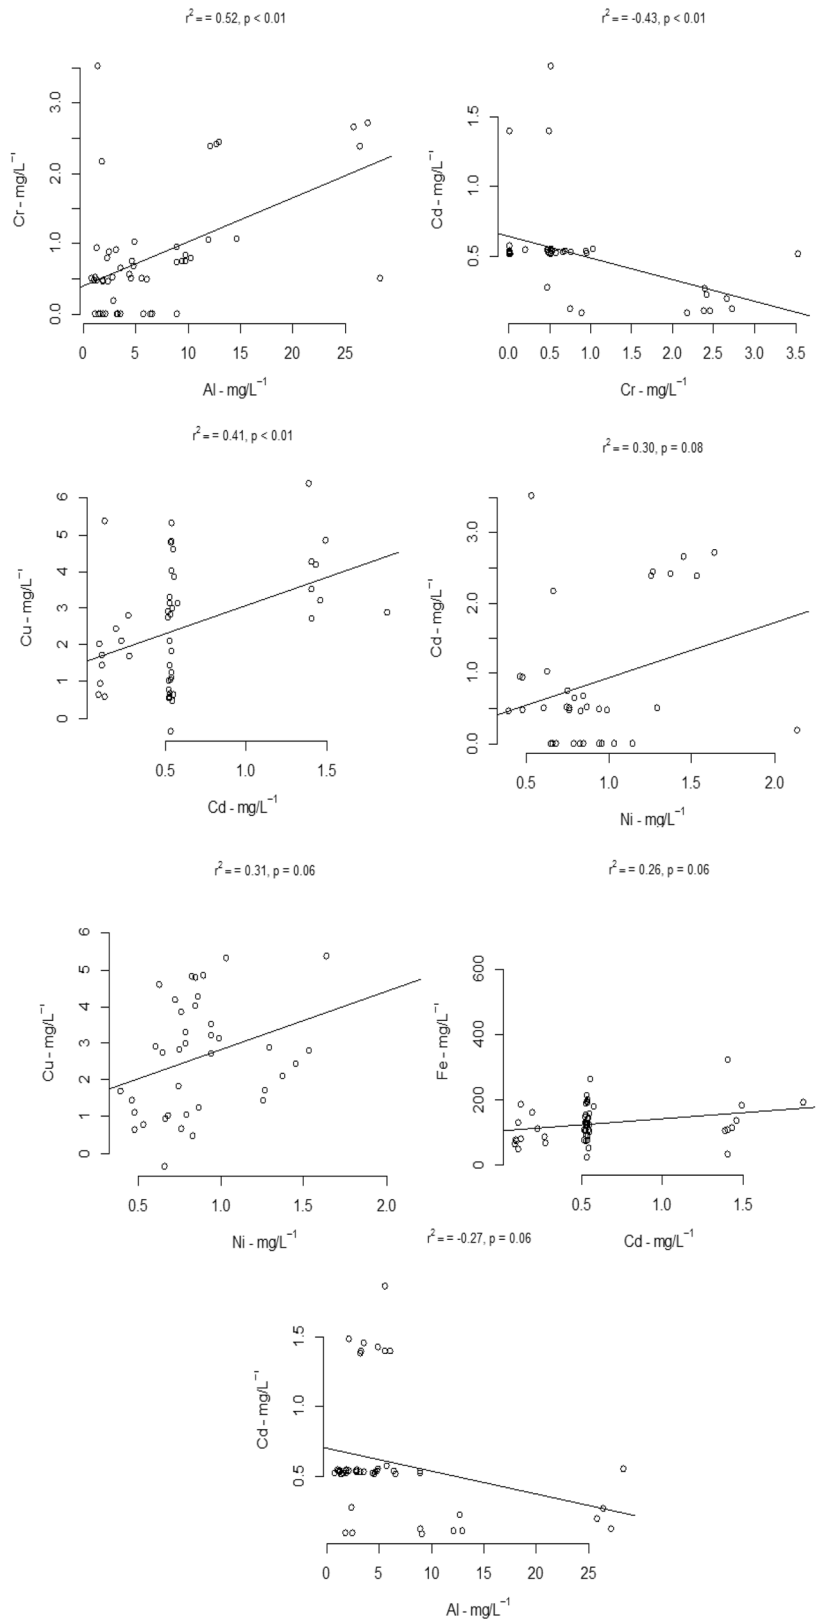 r² = = 0.52, p < 0.01
r² = = -0.43, p < 0.01
Cr - mg/L⁻¹
0.0 1.0 2.0 3.0
0 5 10 15 20 25
Al - mg/L⁻¹
Cd - mg/L⁻¹
0.5 1.0 1.5
0.0 0.5 1.0 1.5 2.0 2.5 3.0 3.5
Cr - mg/L⁻¹
r² = = 0.41, p < 0.01
r² = = 0.30, p = 0.08
Cu - mg/L⁻¹
0 1 2 3 4 5 6
0.5 1.0 1.5
Cd - mg/L⁻¹
Cd - mg/L⁻¹
0.0 1.0 2.0 3.0
0.5 1.0 1.5 2.0
Ni - mg/L⁻¹
r² = = 0.31, p = 0.06
r² = = 0.26, p = 0.06
Cu - mg/L⁻¹
0 1 2 3 4 5 6
0.5 1.0 1.5 2.0
Ni - mg/L⁻¹
Fe - mg/L⁻¹
0 200 400 600
0.5 1.0 1.5
Cd - mg/L⁻¹
r² = = -0.27, p = 0.06
Cd - mg/L⁻¹
0.5 1.0 1.5
0 5 10 15 20 25
Al - mg/L⁻¹